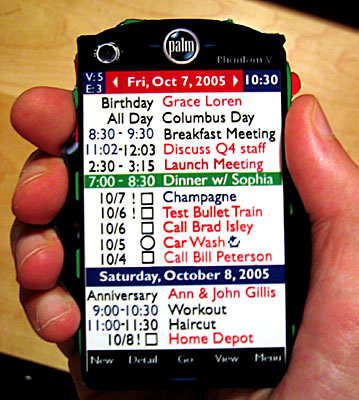 palm
Phantom V
V: 5
E: 3
Fri, Oct 7, 2005
10:30
Birthday Grace Loren
All Day Columbus Day
8:30 - 9:30 Breakfast Meeting
11:02-12:03 Discuss Q4 staff
2:30 - 3:15 Launch Meeting
7:00 - 8:30 Dinner w/ Sophia
10/7 ! Champagne
10/6 ! Test Bullet Train
10/6 Call Brad Isley
10/5 Car Wash
10/4 Call Bill Peterson
Saturday, October 8, 2005
Anniversary Ann & John Gillis
9:00-10:30 Workout
11:00-11:30 Haircut
10/8 ! Home Depot
New Detail Go View Menu